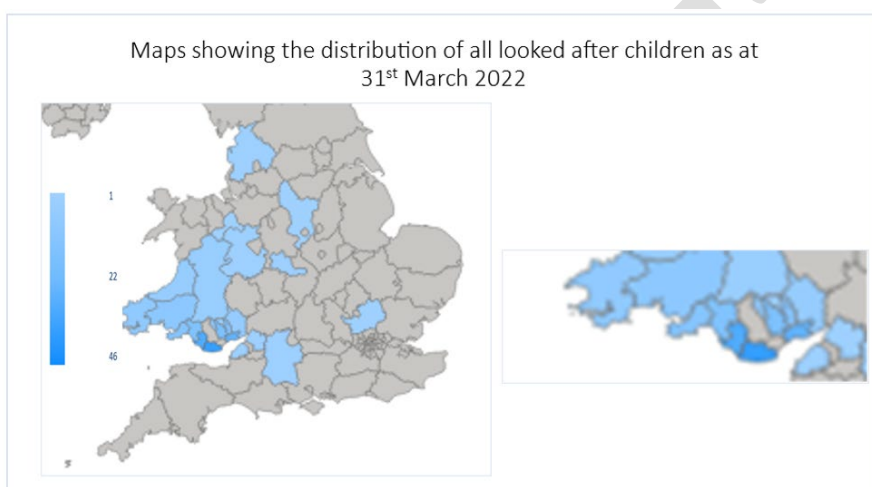 Maps showing the distribution of all looked after children as at
31st March 2022
1
22
46